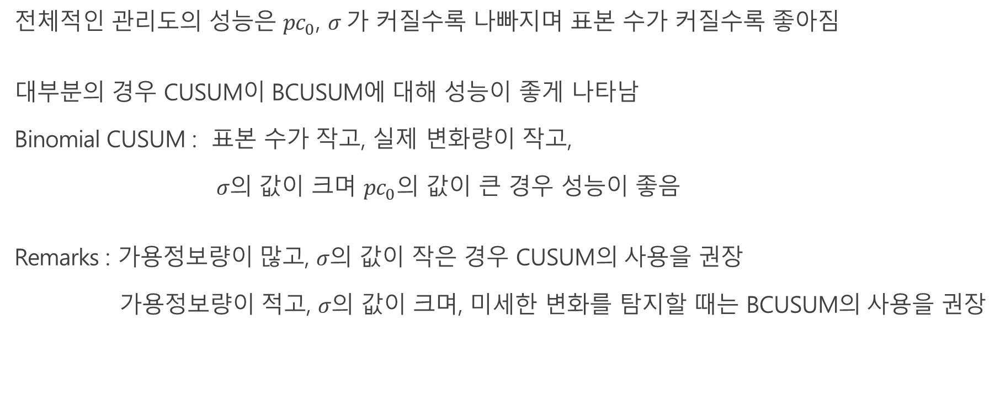 전체적인 관리도의 성능은 𝑝𝑐₀, 𝜎 가 커질수록 나빠지며 표본 수가 커질수록 좋아짐
대부분의 경우 CUSUM이 BCUSUM에 대해 성능이 좋게 나타남
Binomial CUSUM : 표본 수가 작고, 실제 변화량이 작고,
𝜎의 값이 크며 𝑝𝑐₀의 값이 큰 경우 성능이 좋음
Remarks : 가용정보량이 많고, 𝜎의 값이 작은 경우 CUSUM의 사용을 권장
가용정보량이 적고, 𝜎의 값이 크며, 미세한 변화를 탐지할 때는 BCUSUM의 사용을 권장